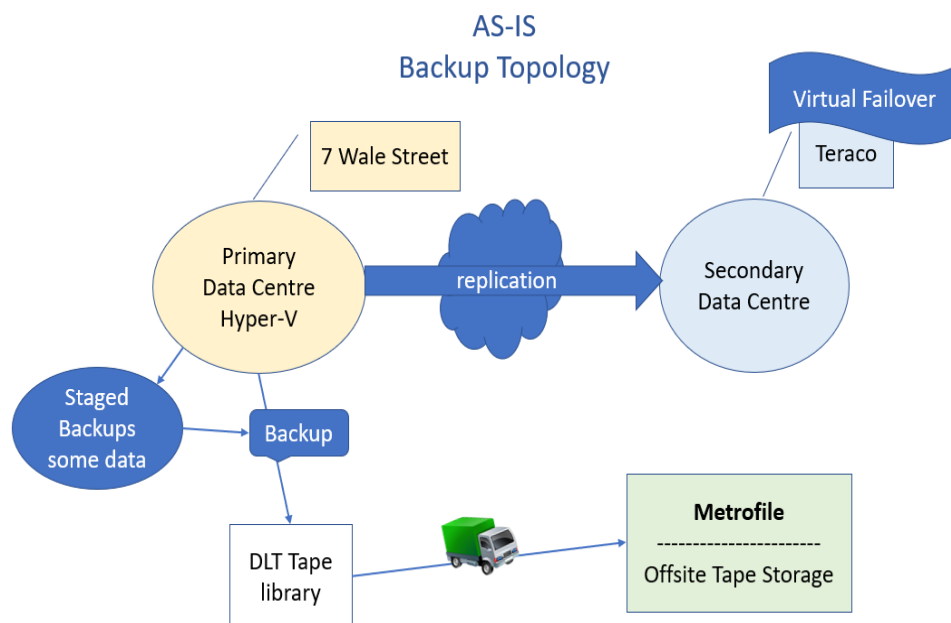 AS-IS
Backup Topology
Virtual Failover
7 Wale Street
Teraco
Primary
Data Centre
Hyper-V
replication
Secondary
Data Centre
Staged
Backups
some data
Backup
DLT Tape
library
Metrofile
-----------------------
Offsite Tape Storage